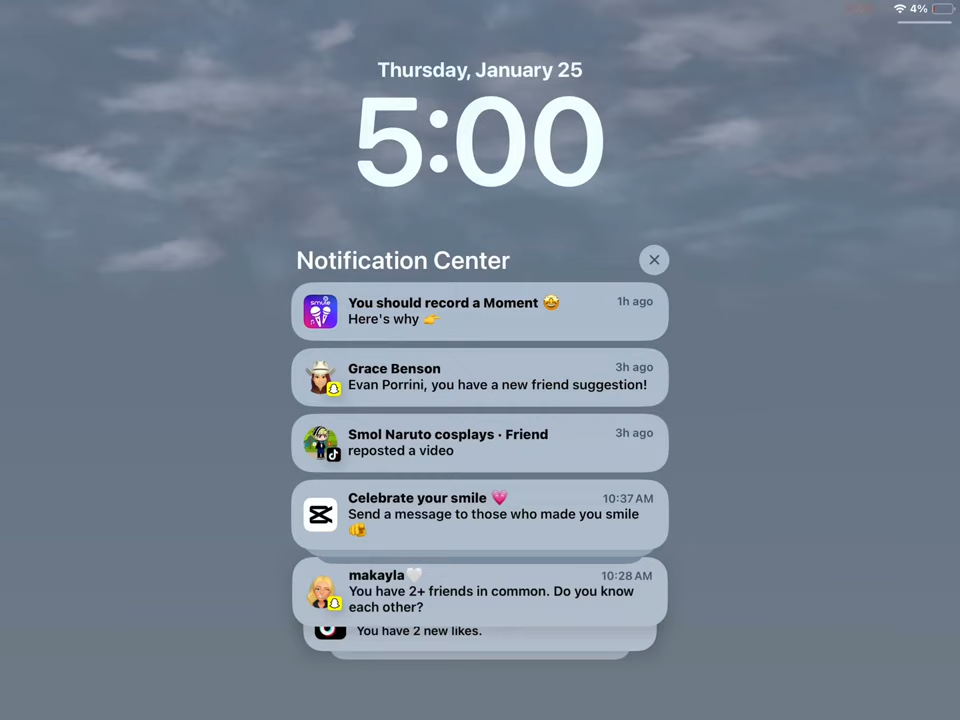 4%
Thursday, January 25
5:00
Notification Center
smule
You should record a Moment 🤩
1h ago
Here's why 👉
Grace Benson
3h ago
Evan Porrini, you have a new friend suggestion!
Smol Naruto cosplays · Friend
3h ago
reposted a video
Celebrate your smile 💗
10:37 AM
Send a message to those who made you smile
🫵
makayla🤍
10:28 AM
You have 2+ friends in common. Do you know
each other?
You have 2 new likes.